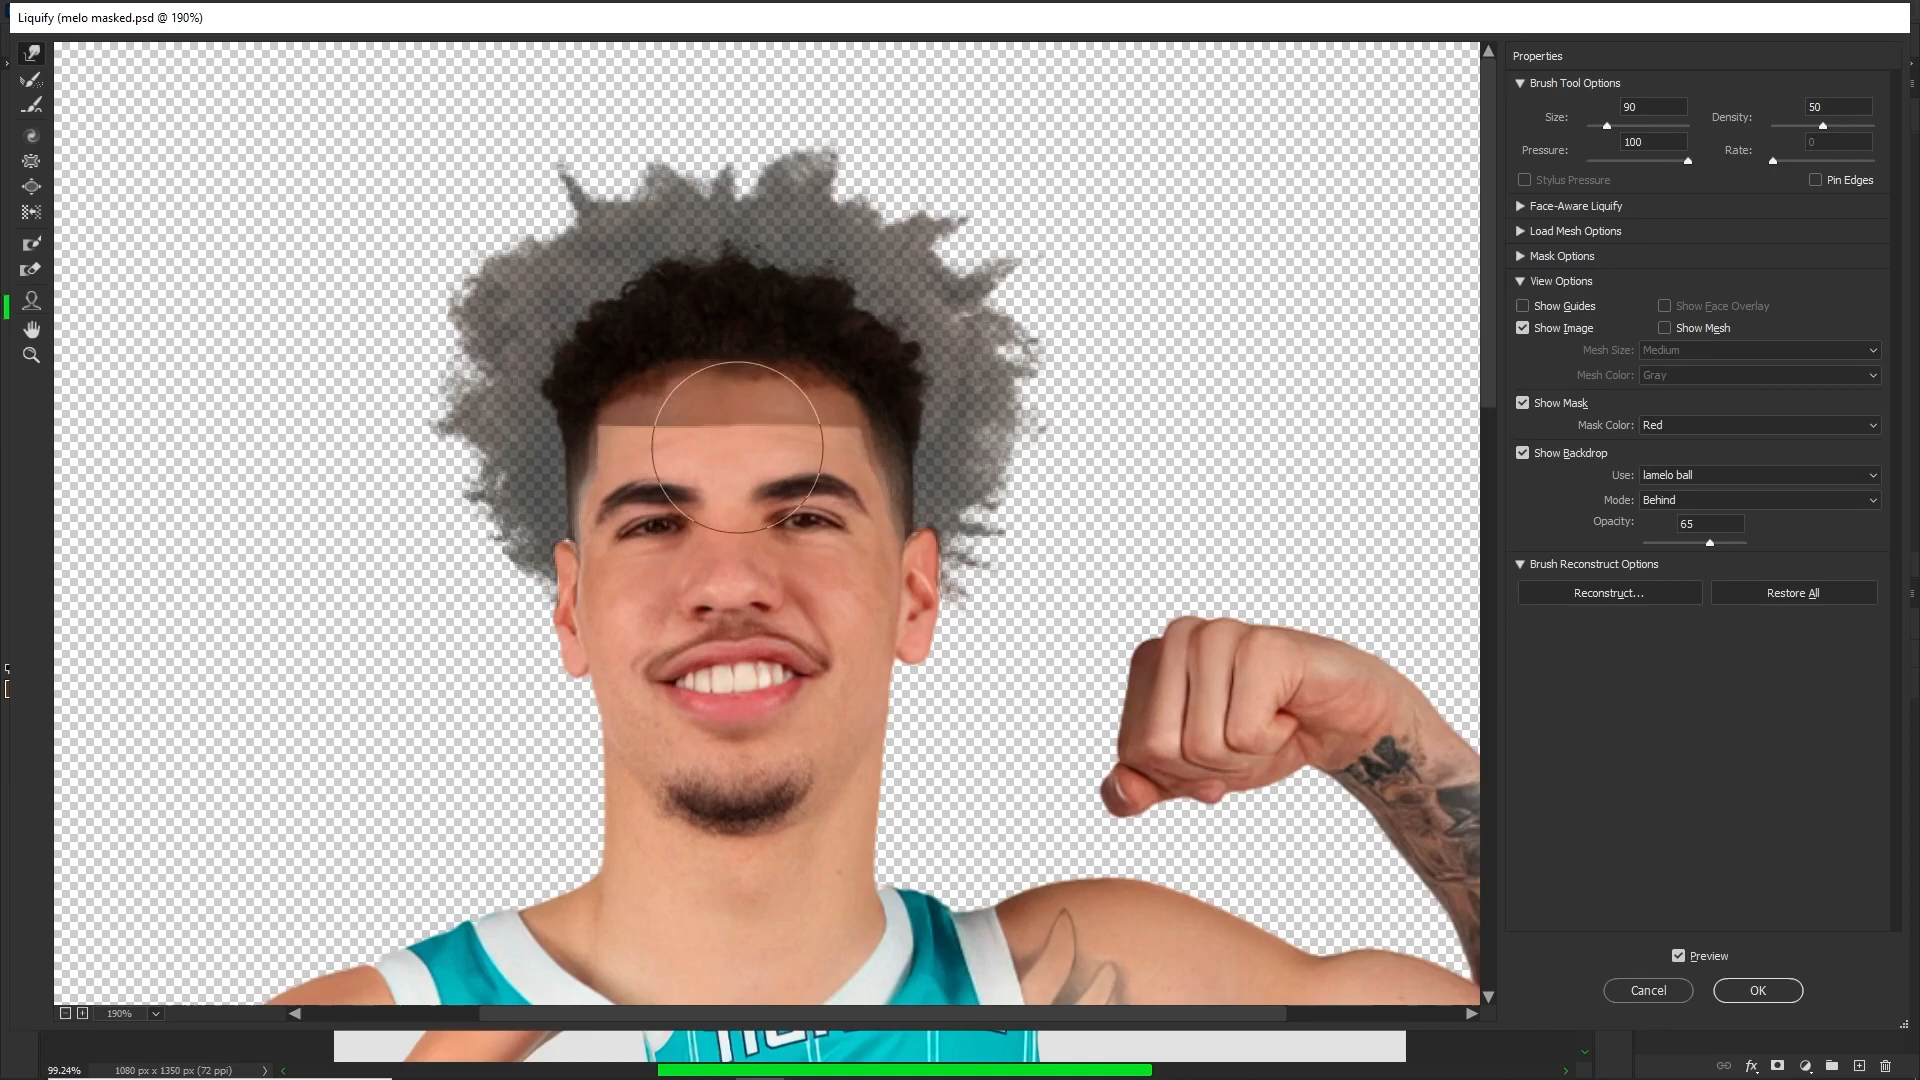 Liquify (melo masked.psd @ 190%)
Properties
Brush Tool Options
Size: 90 Density: 50
Pressure: 100 Rate: 0
Stylus Pressure Pin Edges
Face-Aware Liquify
Load Mesh Options
Mask Options
View Options
Show Guides Show Face Overlay
Show Image Show Mesh
Mesh Size: Medium
Mesh Color: Gray
Show Mask
Mask Color: Red
Show Backdrop
Use: lamelo ball
Mode: Behind
Opacity: 65
Brush Reconstruct Options
Reconstruct... Restore All
Preview
Cancel OK
190%
99.24% 1080 px x 1350 px (72 ppi)
fx